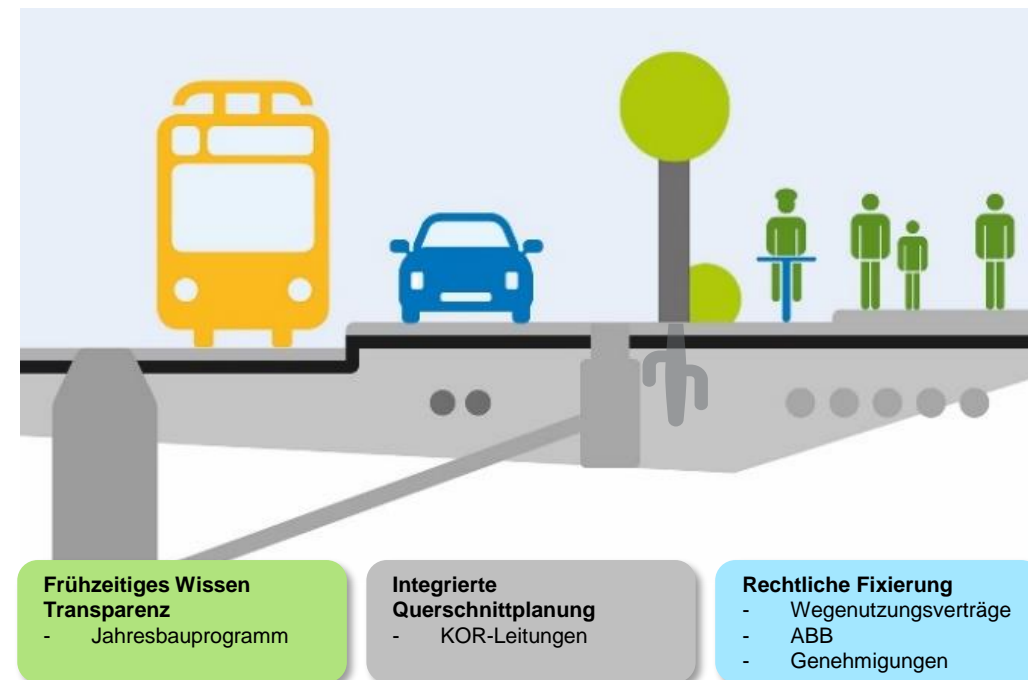 Frühzeitiges Wissen
Transparenz
- Jahresbauprogramm
Integrierte
Querschnittplanung
- KOR-Leitungen
Rechtliche Fixierung
- Wegenutzungsverträge
- ABB
- Genehmigungen